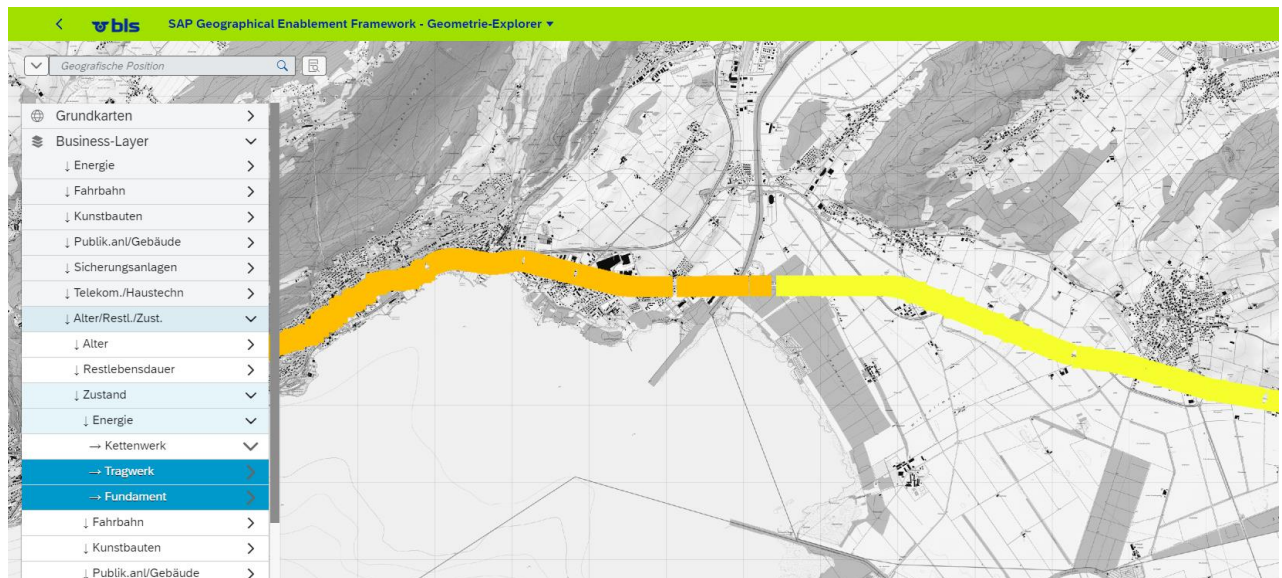 bls
SAP Geographical Enablement Framework - Geometrie-Explorer
Geografische Position
Grundkarten
Business-Layer
↓ Energie
↓ Fahrbahn
↓ Kunstbauten
↓ Publik.anl/Gebäude
↓ Sicherungsanlagen
↓ Telekom./Haustechn
↓ Alter/Restl./Zust.
↓ Alter
↓ Restlebensdauer
↓ Zustand
↓ Energie
→ Kettenwerk
→ Tragwerk
→ Fundament
↓ Fahrbahn
↓ Kunstbauten
↓ Publik.anl/Gebäude